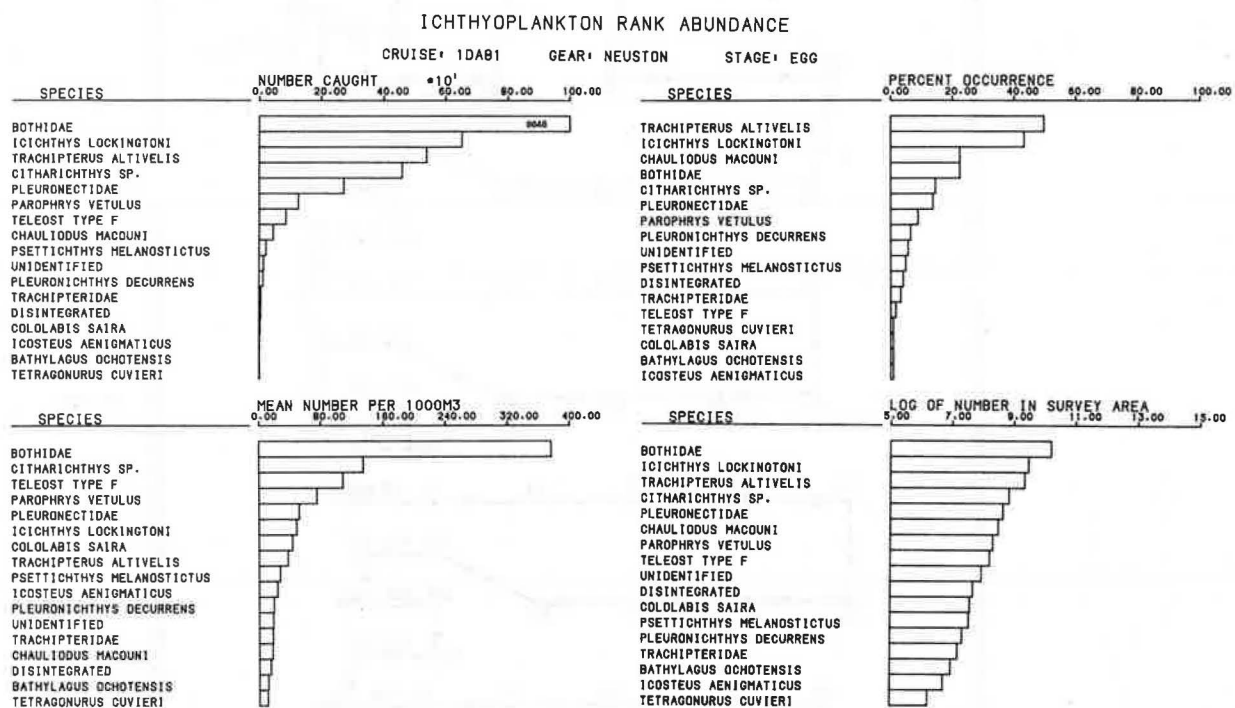 ICHTHYOPLANKTON RANK ABUNDANCE
CRUISE: 1DA81 GEAR: NEUSTON STAGE: EGG
NUMBER CAUGHT *10¹
SPECIES 0.00 20.00 40.00 60.00 80.00 100.00
BOTHIDAE
ICICHTHYS LOCKINGTONI
TRACHIPTERUS ALTIVELIS
CITHARICHTHYS SP.
PLEURONECTIDAE
PAROPHRYS VETULUS
TELEOST TYPE F
CHAULIODUS MACOUNI
PSETTICHTHYS MELANOSTICTUS
UNIDENTIFIED
PLEURONICHTHYS DECURRENS
TRACHIPTERIDAE
DISINTEGRATED
COLOLABIS SAIRA
ICOSTEUS AENIGMATICUS
BATHYLAGUS OCHOTENSIS
TETRAGONURUS CUVIERI
PERCENT OCCURRENCE
SPECIES 0.00 20.00 40.00 60.00 80.00 100.00
TRACHIPTERUS ALTIVELIS
ICICHTHYS LOCKINGTONI
CHAULIODUS MACOUNI
BOTHIDAE
CITHARICHTHYS SP.
PLEURONECTIDAE
PAROPHRYS VETULUS
PLEURONICHTHYS DECURRENS
UNIDENTIFIED
PSETTICHTHYS MELANOSTICTUS
DISINTEGRATED
TRACHIPTERIDAE
TELEOST TYPE F
TETRAGONURUS CUVIERI
COLOLABIS SAIRA
BATHYLAGUS OCHOTENSIS
ICOSTEUS AENIGMATICUS
MEAN NUMBER PER 1000M3
SPECIES 0.00 80.00 160.00 240.00 320.00 400.00
BOTHIDAE
CITHARICHTHYS SP.
TELEOST TYPE F
PAROPHRYS VETULUS
PLEURONECTIDAE
ICICHTHYS LOCKINGTONI
COLOLABIS SAIRA
TRACHIPTERUS ALTIVELIS
PSETTICHTHYS MELANOSTICTUS
ICOSTEUS AENIGMATICUS
PLEURONICHTHYS DECURRENS
UNIDENTIFIED
TRACHIPTERIDAE
CHAULIODUS MACOUNI
DISINTEGRATED
BATHYLAGUS OCHOTENSIS
TETRAGONURUS CUVIERI
LOG OF NUMBER IN SURVEY AREA
SPECIES 5.00 7.00 9.00 11.00 13.00 15.00
BOTHIDAE
ICICHTHYS LOCKINGTONI
TRACHIPTERUS ALTIVELIS
CITHARICHTHYS SP.
PLEURONECTIDAE
CHAULIODUS MACOUNI
PAROPHRYS VETULUS
TELEOST TYPE F
UNIDENTIFIED
DISINTEGRATED
COLOLABIS SAIRA
PSETTICHTHYS MELANOSTICTUS
PLEURONICHTHYS DECURRENS
TRACHIPTERIDAE
BATHYLAGUS OCHOTENSIS
ICOSTEUS AENIGMATICUS
TETRAGONURUS CUVIERI